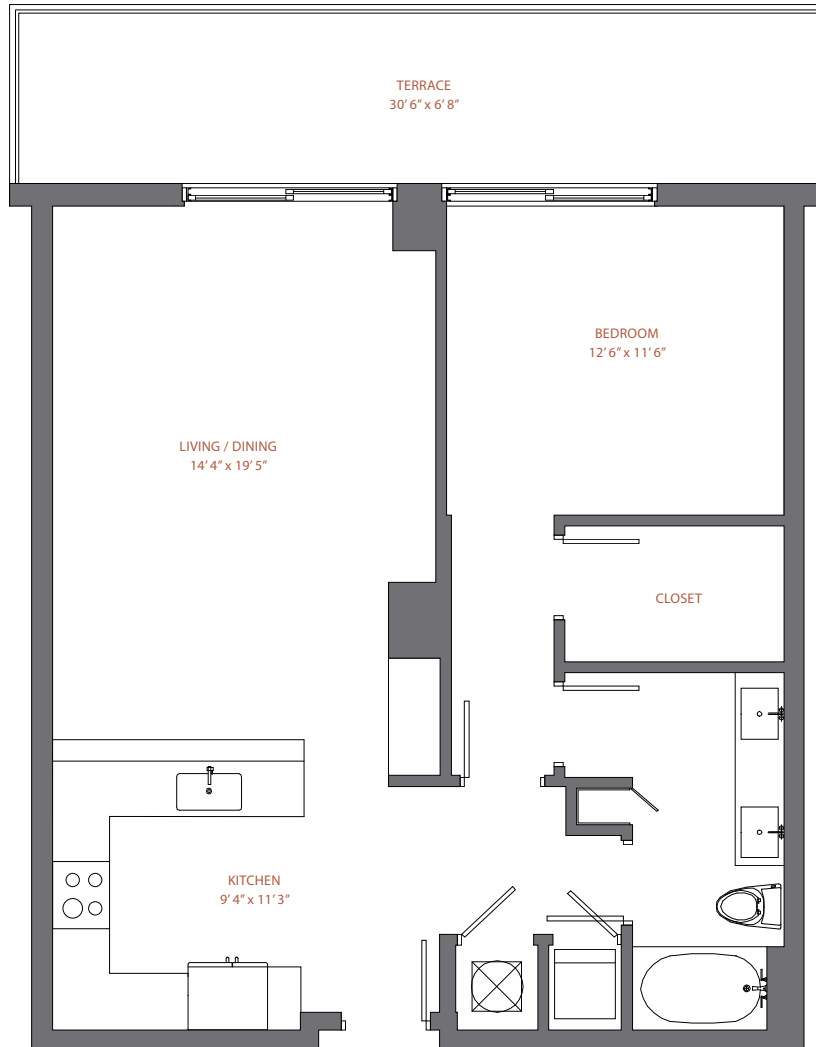 TERRACE
30’ 6” x 6’ 8”
BEDROOM
12’ 6” x 11’ 6”
LIVING / DINING
14’ 4” x 19’ 5”
CLOSET
KITCHEN
9’ 4” x 11’ 3”